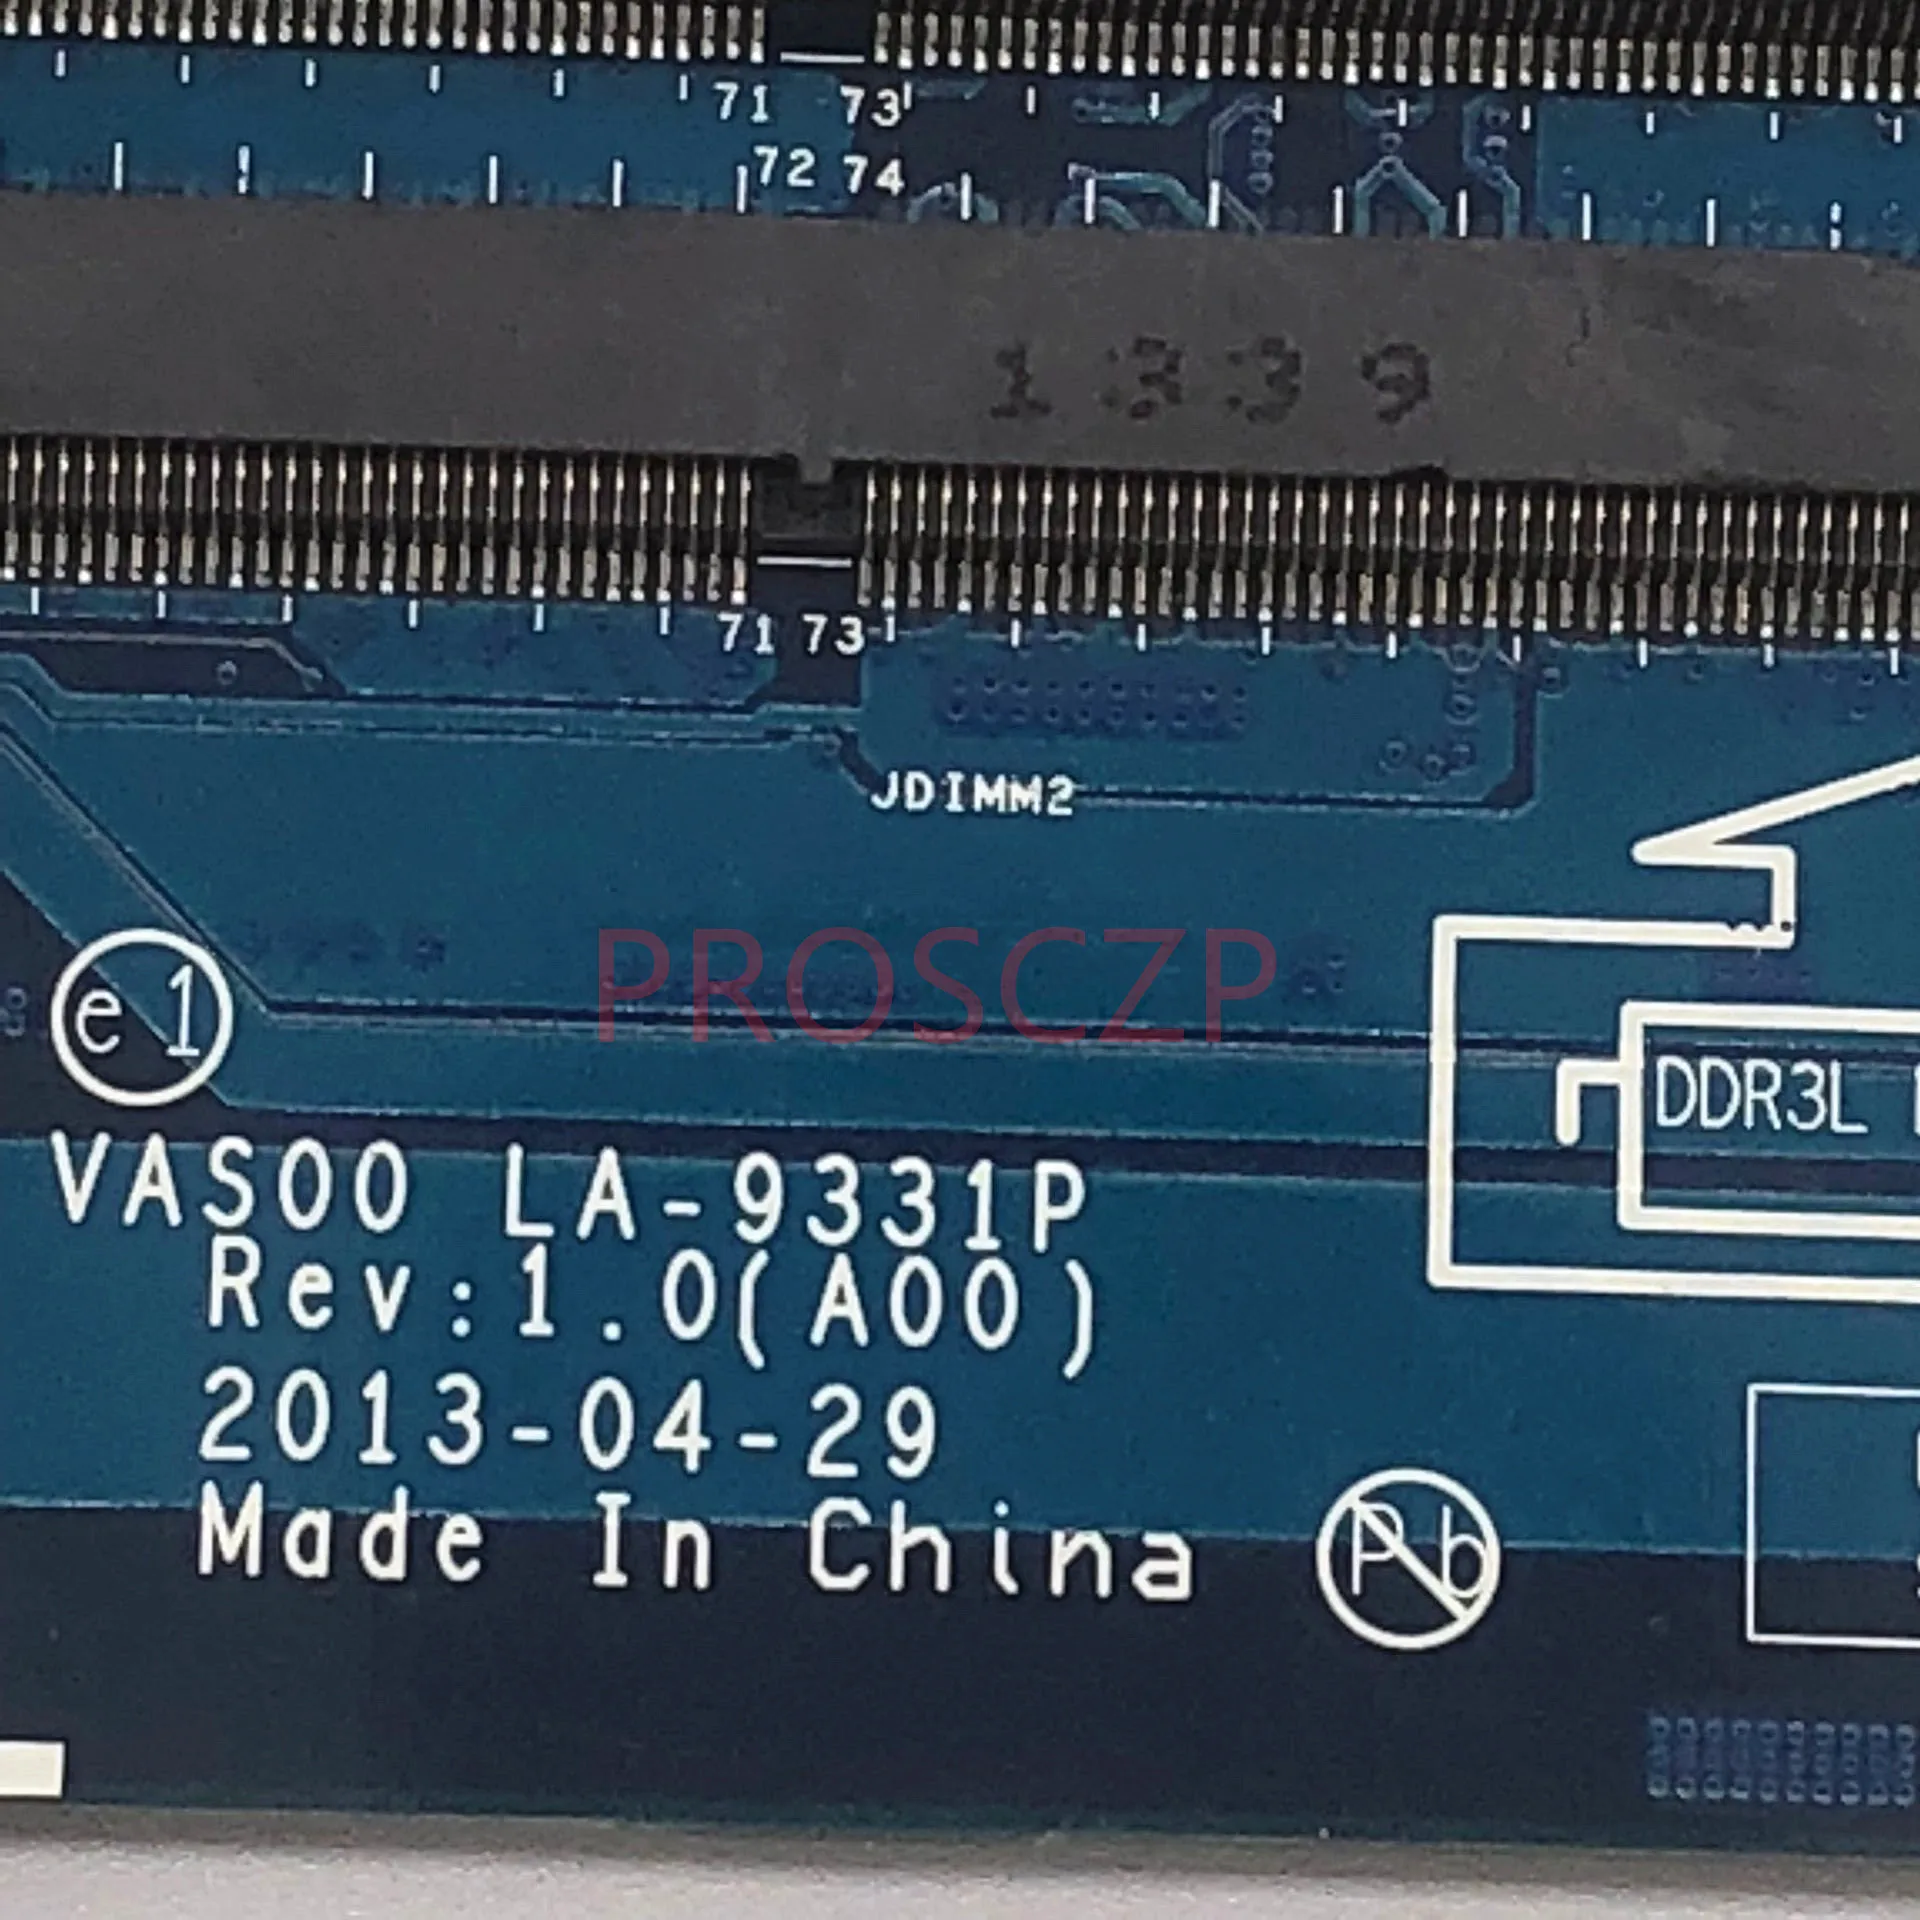 71 73
72 74
1339
71 73
JDIMM2
PROSCZP
e1
DDR3L
VAS00 LA-9331P
Rev:1.0(A00)
2013-04-29
Made In China
Pb